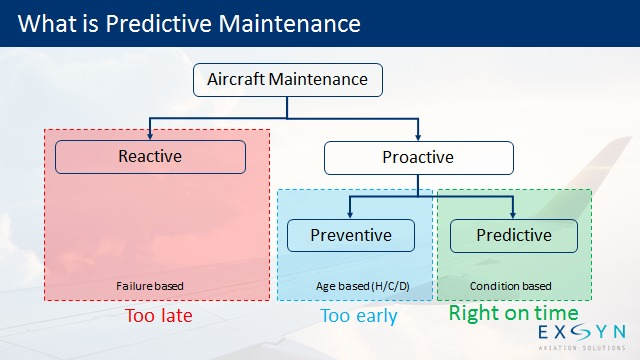 What is Predictive Maintenance
Aircraft Maintenance
Reactive
Proactive
Preventive
Predictive
Failure based
Age based (H/C/D)
Condition based
Too late
Too early
Right on time
EXSYN
AVIATION SOLUTIONS